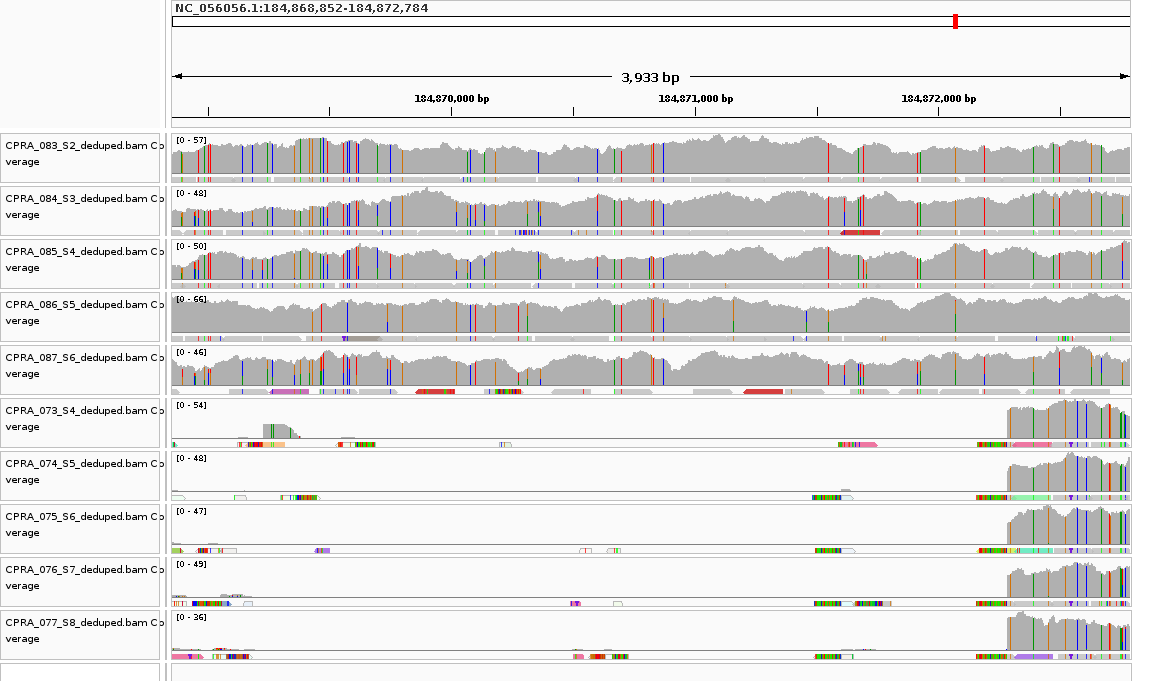 NC_056056.1:184,868,852-184,872,784
3,933 bp
184,870,000 bp 184,871,000 bp 184,872,000 bp
CPRA_083_S2_deduped.bam Co
verage
[0 - 57]
CPRA_084_S3_deduped.bam Co
verage
[0 - 48]
CPRA_085_S4_deduped.bam Co
verage
[0 - 50]
CPRA_086_S5_deduped.bam Co
verage
[0 - 66]
CPRA_087_S6_deduped.bam Co
verage
[0 - 46]
CPRA_073_S4_deduped.bam Co
verage
[0 - 54]
CPRA_074_S5_deduped.bam Co
verage
[0 - 48]
CPRA_075_S6_deduped.bam Co
verage
[0 - 47]
CPRA_076_S7_deduped.bam Co
verage
[0 - 49]
CPRA_077_S8_deduped.bam Co
verage
[0 - 36]